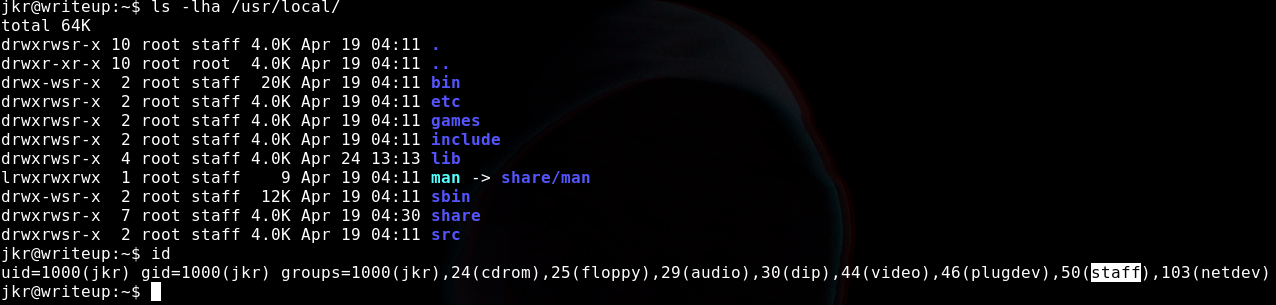 jkr@writeup:~$ ls -lha /usr/local/
total 64K
drwxrwsr-x 10 root staff 4.0K Apr 19 04:11 .
drwxr-xr-x 10 root root  4.0K Apr 19 04:11 ..
drwx-wsr-x  2 root staff  20K Apr 19 04:11 bin
drwxrwsr-x  2 root staff 4.0K Apr 19 04:11 etc
drwxrwsr-x  2 root staff 4.0K Apr 19 04:11 games
drwxrwsr-x  2 root staff 4.0K Apr 19 04:11 include
drwxrwsr-x  4 root staff 4.0K Apr 24 13:13 lib
lrwxrwxrwx  1 root staff    9 Apr 19 04:11 man -> share/man
drwx-wsr-x  2 root staff  12K Apr 19 04:11 sbin
drwxrwsr-x  7 root staff 4.0K Apr 19 04:30 share
drwxrwsr-x  2 root staff 4.0K Apr 19 04:11 src
jkr@writeup:~$ id
uid=1000(jkr) gid=1000(jkr) groups=1000(jkr),24(cdrom),25(floppy),29(audio),30(dip),44(video),46(plugdev),50(staff),103(netdev)
jkr@writeup:~$